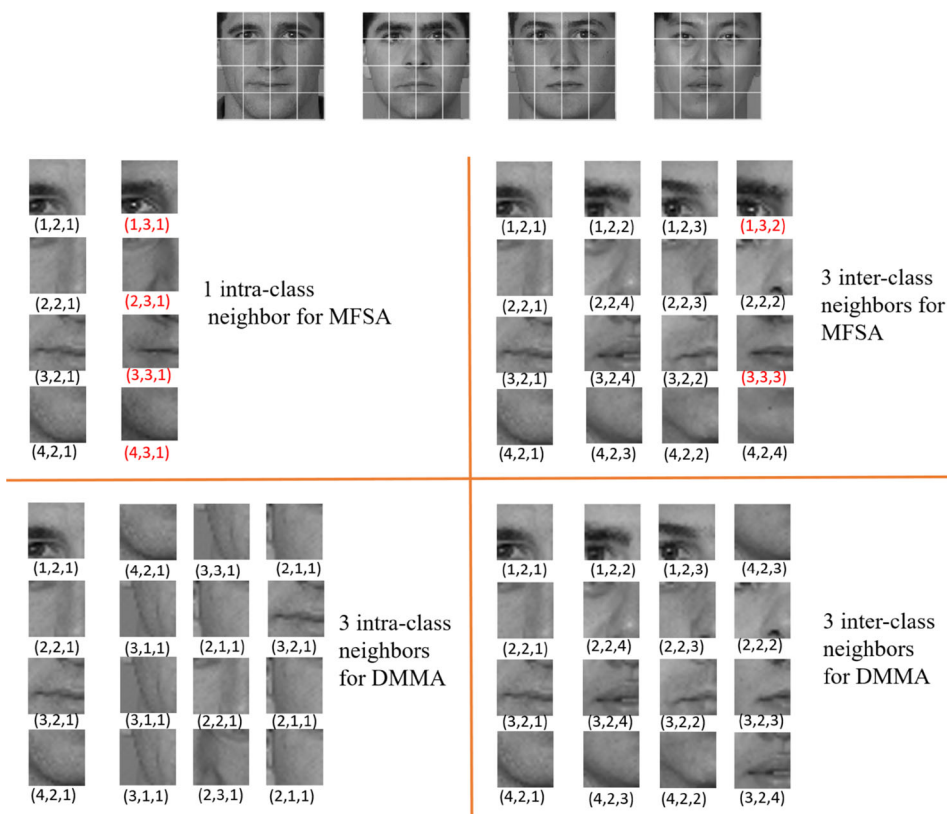 (1,2,1) (1,3,1)
(2,2,1) (2,3,1)
(3,2,1) (3,3,1)
(4,2,1) (4,3,1)
1 intra-class
neighbor for MFSA
(1,2,1) (1,2,2) (1,2,3) (1,3,2)
(2,2,1) (2,2,4) (2,2,3) (2,2,2)
(3,2,1) (3,2,4) (3,2,2) (3,3,3)
(4,2,1) (4,2,3) (4,2,2) (4,2,4)
3 inter-class
neighbors for
MFSA
(1,2,1) (4,2,1) (3,3,1) (2,1,1)
(2,2,1) (3,1,1) (2,1,1) (3,2,1)
(3,2,1) (3,1,1) (2,2,1) (2,1,1)
(4,2,1) (3,1,1) (2,3,1) (2,1,1)
3 intra-class
neighbors
for DMMA
(1,2,1) (1,2,2) (1,2,3) (4,2,3)
(2,2,1) (2,2,4) (2,2,3) (2,2,2)
(3,2,1) (3,2,4) (3,2,2) (3,2,3)
(4,2,1) (4,2,3) (4,2,2) (3,2,4)
3 inter-class
neighbors
for DMMA